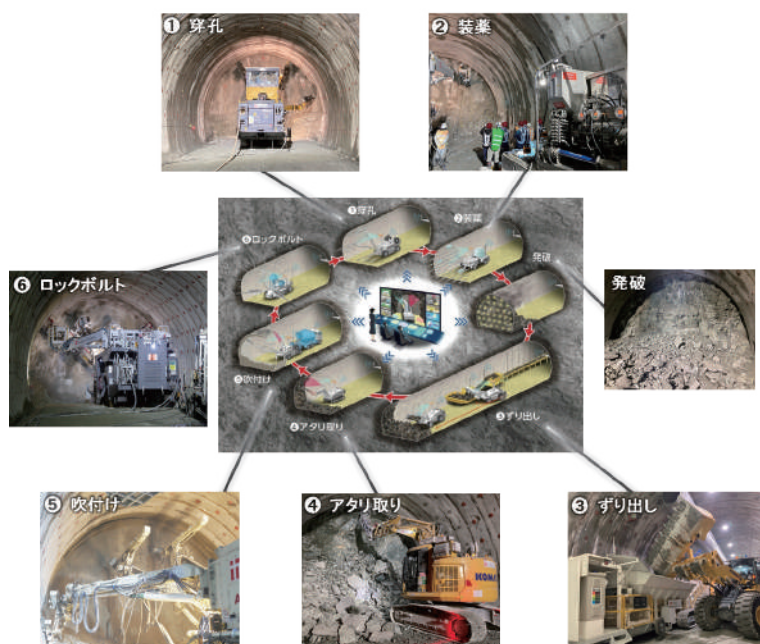 ❶ 穿孔
❷ 装薬
❶穿孔
❷装薬
❻ロックボルト
発破
❻ ロックボルト
発破
❺吹付け
❹アタリ取り
❸ずり出し
❺ 吹付け
❹ アタリ取り
❸ ずり出し
KOMA